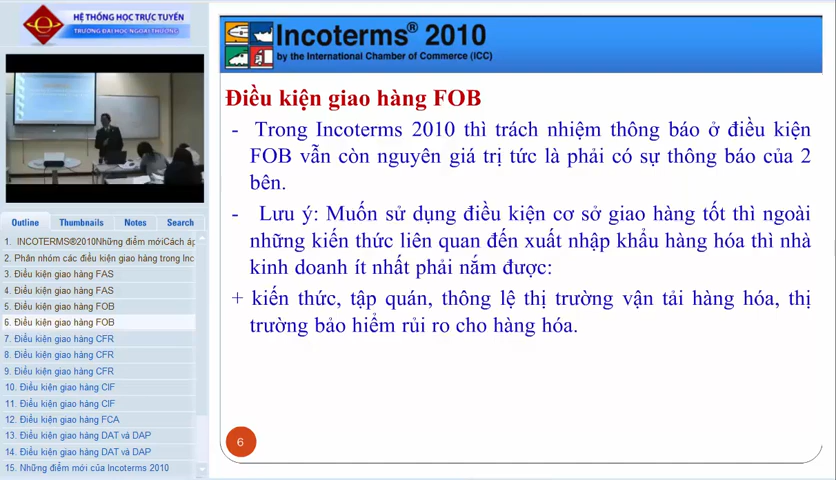 HỆ THỐNG HỌC TRỰC TUYẾN
TRƯỜNG ĐẠI HỌC NGOẠI THƯƠNG
Outline
Thumbnails
Notes
Search
1. INCOTERMS®2010Những điểm mớiCách áp
2. Phân nhóm các điều kiện giao hàng trong Inc
3. Điều kiện giao hàng FAS
4. Điều kiện giao hàng FAS
5. Điều kiện giao hàng FOB
6. Điều kiện giao hàng FOB
7. Điều kiện giao hàng CFR
8. Điều kiện giao hàng CFR
9. Điều kiện giao hàng CFR
10. Điều kiện giao hàng CIF
11. Điều kiện giao hàng CIF
12. Điều kiện giao hàng FCA
13. Điều kiện giao hàng DAT và DAP
14. Điều kiện giao hàng DAT và DAP
15. Những điểm mới của Incoterms 2010
Incoterms® 2010
by the International Chamber of Commerce (ICC)
Điều kiện giao hàng FOB
- Trong Incoterms 2010 thì trách nhiệm thông báo ở điều kiện
FOB vẫn còn nguyên giá trị tức là phải có sự thông báo của 2
bên.
- Lưu ý: Muốn sử dụng điều kiện cơ sở giao hàng tốt thì ngoài
những kiến thức liên quan đến xuất nhập khẩu hàng hóa thì nhà
kinh doanh ít nhất phải nắm được:
+ kiến thức, tập quán, thông lệ thị trường vận tải hàng hóa, thị
trường bảo hiểm rủi ro cho hàng hóa.
6